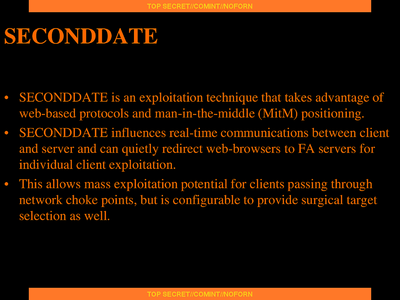 TOP SECRET//COMINT//NOFORN
SECONDDATE
• SECONDDATE is an exploitation technique that takes advantage of
web-based protocols and man-in-the-middle (MitM) positioning.
• SECONDDATE influences real-time communications between client
and server and can quietly redirect web-browsers to FA servers for
individual client exploitation.
• This allows mass exploitation potential for clients passing through
network choke points, but is configurable to provide surgical target
selection as well.
TOP SECRET//COMINT//NOFORN